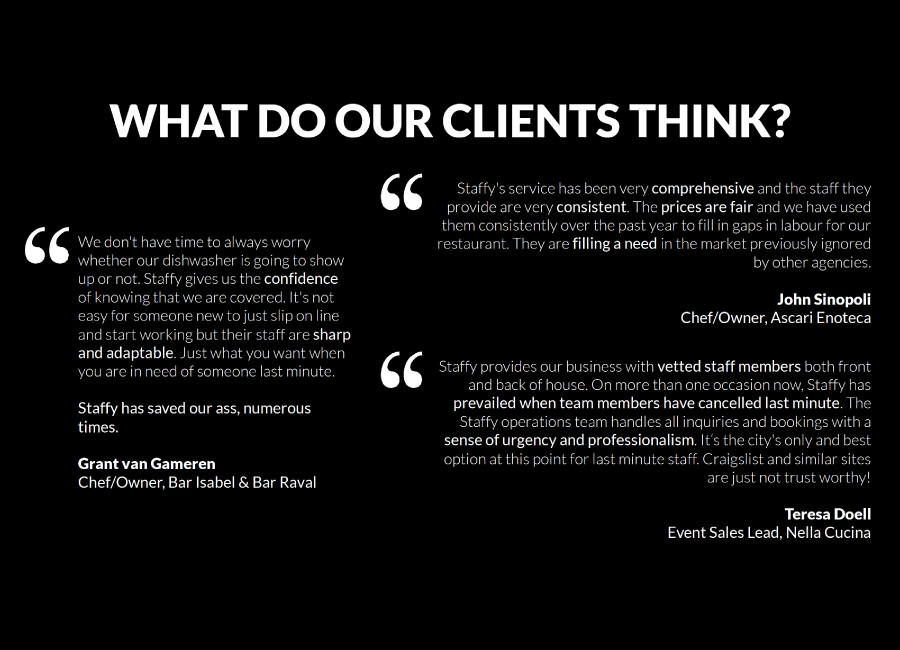 WHAT DO OUR CLIENTS THINK?
“ We don't have time to always worry
whether our dishwasher is going to show
up or not. Staffy gives us the confidence
of knowing that we are covered. It's not
easy for someone new to just slip on line
and start working but their staff are sharp
and adaptable. Just what you want when
you are in need of someone last minute.
Staffy has saved our ass, numerous
times.
Grant van Gameren
Chef/Owner, Bar Isabel & Bar Raval
“ Staffy's service has been very comprehensive and the staff they
provide are very consistent. The prices are fair and we have used
them consistently over the past year to fill in gaps in labour for our
restaurant. They are filling a need in the market previously ignored
by other agencies.
John Sinopoli
Chef/Owner, Ascari Enoteca
“ Staffy provides our business with vetted staff members both front
and back of house. On more than one occasion now, Staffy has
prevailed when team members have cancelled last minute. The
Staffy operations team handles all inquiries and bookings with a
sense of urgency and professionalism. It's the city's only and best
option at this point for last minute staff. Craigslist and similar sites
are just not trust worthy!
Teresa Doell
Event Sales Lead, Nella Cucina